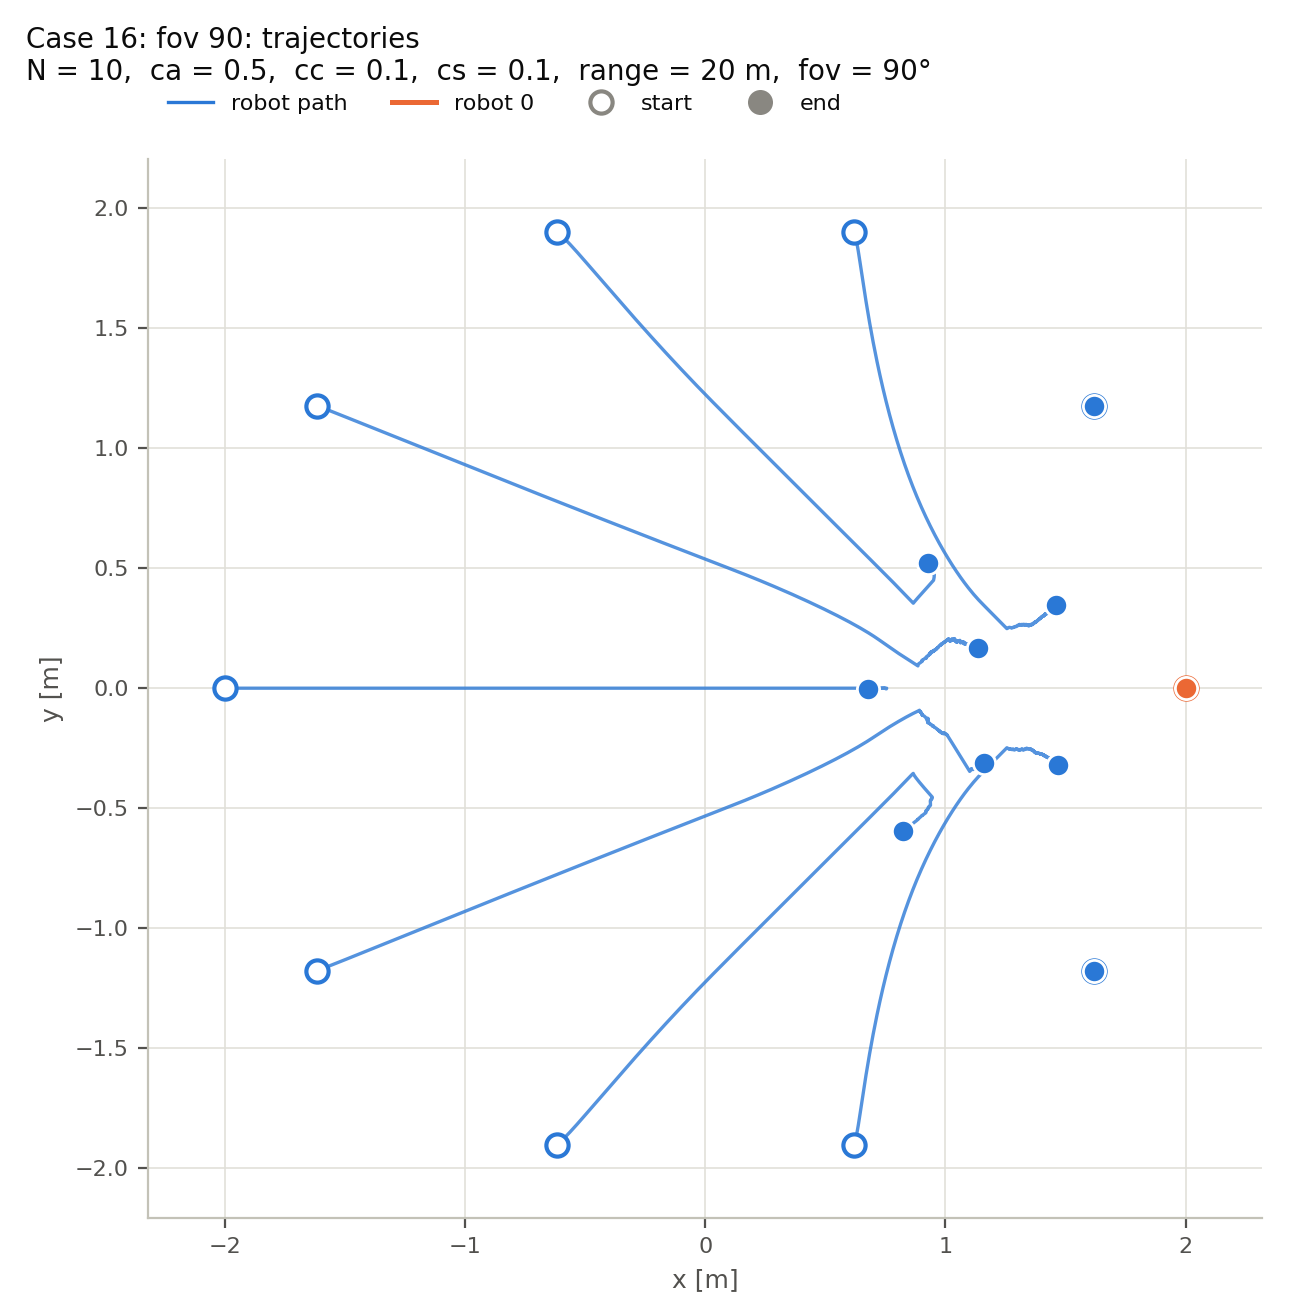 Case 16: fov 90: trajectories
N = 10,  ca = 0.5,  cc = 0.1,  cs = 0.1,  range = 20 m,  fov = 90°
robot path robot 0 start end
2.0
1.5
1.0
0.5
0.0
−0.5
−1.0
−1.5
−2.0
y [m]
−2 −1 0 1 2
x [m]